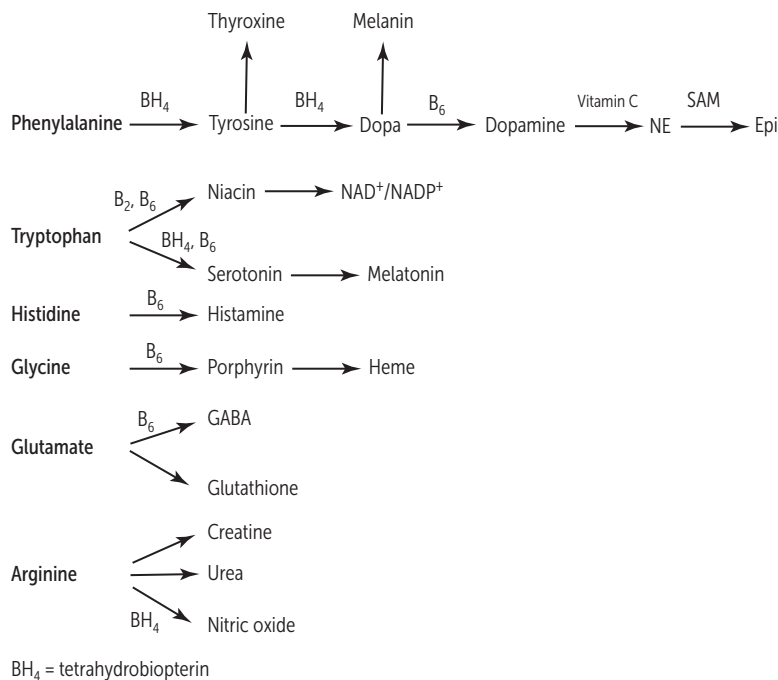 Thyroxine Melanin
BH₄ BH₄ B₆ Vitamin C SAM
Phenylalanine Tyrosine Dopa Dopamine NE Epi
Niacin NAD⁺/NADP⁺
B₂, B₆
Tryptophan
BH₄, B₆
Serotonin Melatonin
B₆
Histidine Histamine
B₆
Glycine Porphyrin Heme
GABA
B₆
Glutamate
Glutathione
Creatine
Arginine Urea
BH₄ Nitric oxide
BH₄ = tetrahydrobiopterin